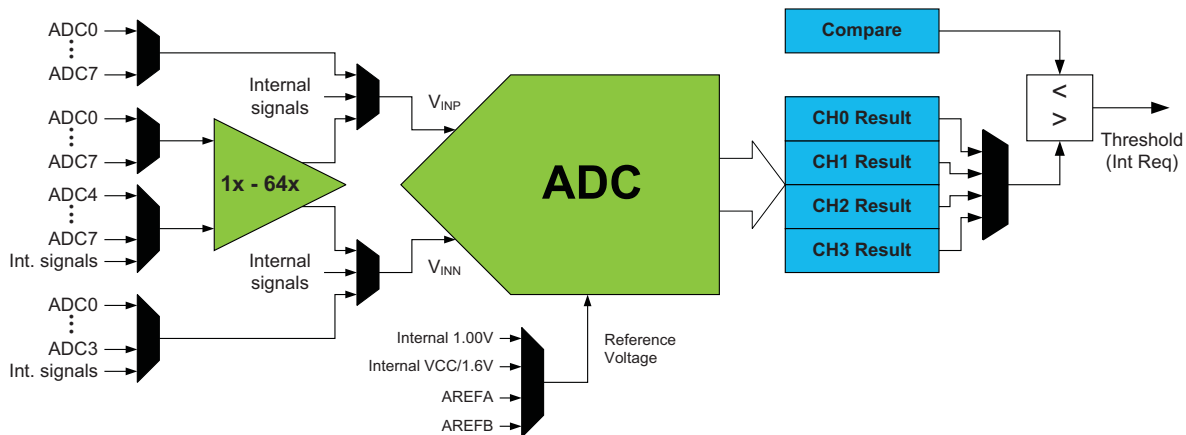 ADC0
ADC7
ADC0
ADC7
ADC4
ADC7
Int. signals
ADC0
ADC3
Int. signals
1x - 64x
Internal
signals
Internal
signals
VINP
VINN
ADC
Internal 1.00V
Internal VCC/1.6V
AREFA
AREFB
Reference
Voltage
Compare
CH0 Result
CH1 Result
CH2 Result
CH3 Result
<
>
Threshold
(Int Req)